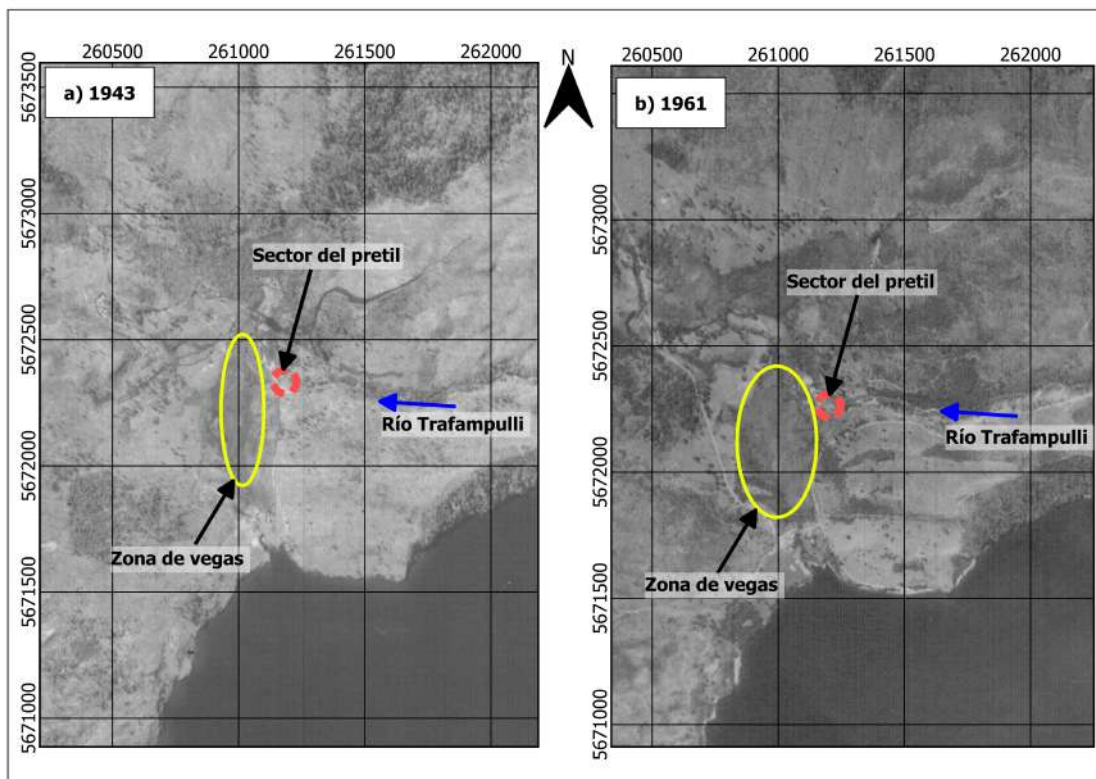 260500 261000 261500 262000
5673500
a) 1943
5673000
Sector del pretil
5672500
Río Trafampulli
5672000
Zona de vegas
5671500
5671000
N
260500 261000 261500 262000
b) 1961
5673000
Sector del pretil
5672500
Río Trafampulli
5672000
Zona de vegas
5671500
5671000